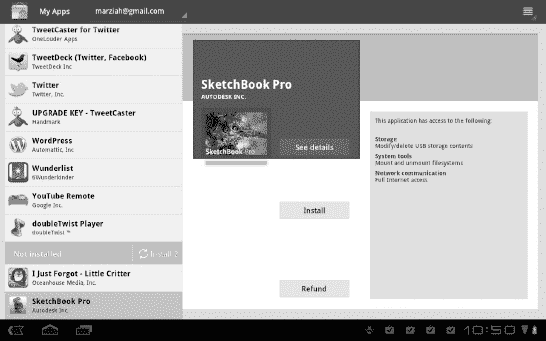 My Apps
marziah@gmail.com
TweetCaster for Twitter
OneLouder Apps
TweetDeck (Twitter, Facebook)
TweetDeck Inc
Twitter
Twitter, Inc.
UPGRADE KEY - TweetCaster
Handmark
WordPress
Automattic, Inc
Wunderlist
6Wunderkinder
YouTube Remote
Google Inc.
doubleTwist Player
doubleTwist ™
Not installed
Install 2
I Just Forgot - Little Critter
Oceanhouse Media, Inc.
SketchBook Pro
Autodesk Inc.
SketchBook Pro
AUTODESK INC.
SketchBook Pro
See details
Install
Refund
This application has access to the following:
Storage
Modify/delete USB storage contents
System tools
Mount and unmount filesystems
Network communication
Full Internet access
10:50